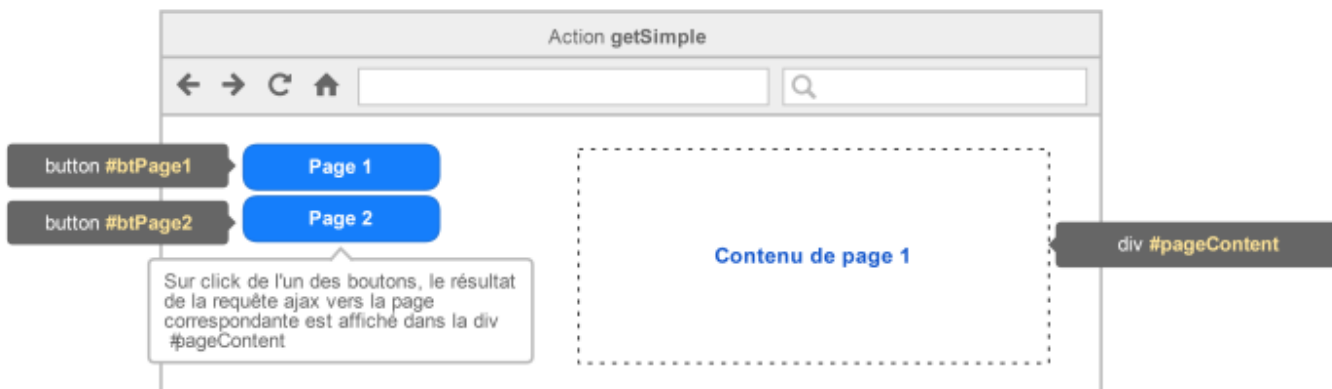 Action getSimple
button #btPage1
Page 1
button #btPage2
Page 2
Sur click de l'un des boutons, le résultat
de la requête ajax vers la page
correspondante est affiché dans la div
#pageContent
Contenu de page 1
div #pageContent